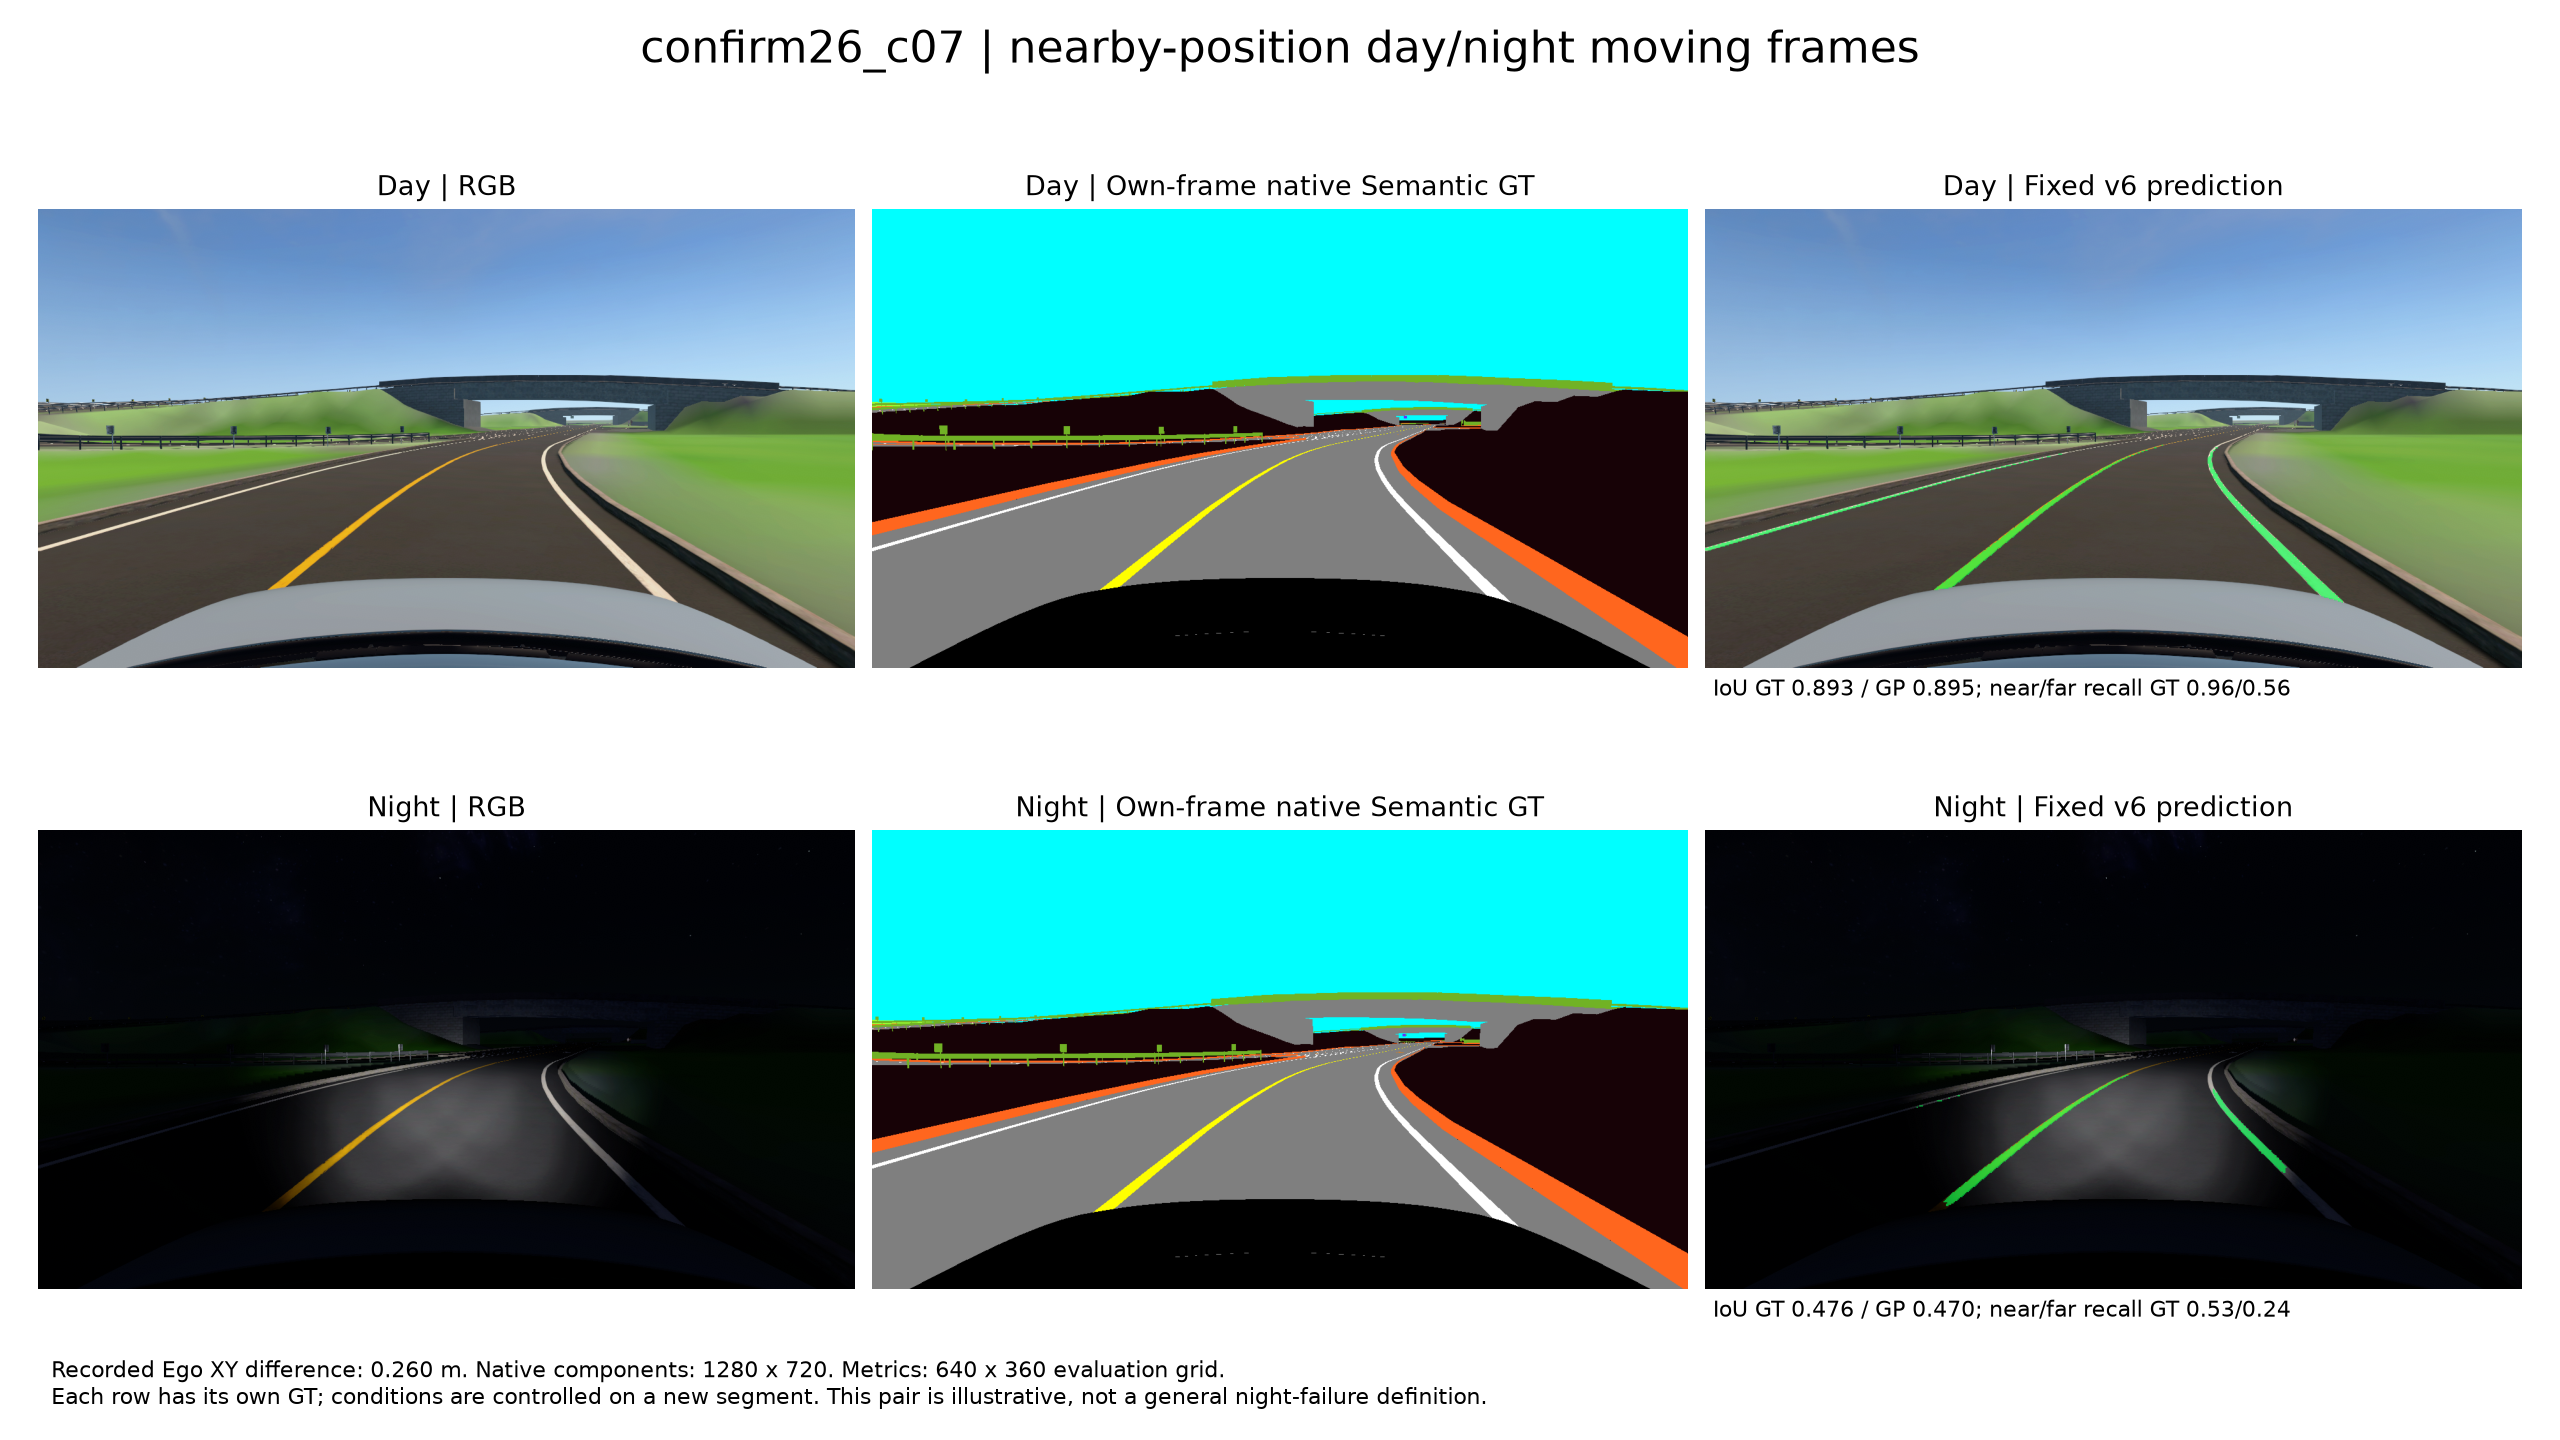 confirm26_c07 | nearby-position day/night moving frames
Day | RGB
Day | Own-frame native Semantic GT
Day | Fixed v6 prediction
IoU GT 0.893 / GP 0.895; near/far recall GT 0.96/0.56
Night | RGB
Night | Own-frame native Semantic GT
Night | Fixed v6 prediction
IoU GT 0.476 / GP 0.470; near/far recall GT 0.53/0.24
Recorded Ego XY difference: 0.260 m. Native components: 1280 x 720. Metrics: 640 x 360 evaluation grid.
Each row has its own GT; conditions are controlled on a new segment. This pair is illustrative, not a general night-failure definition.